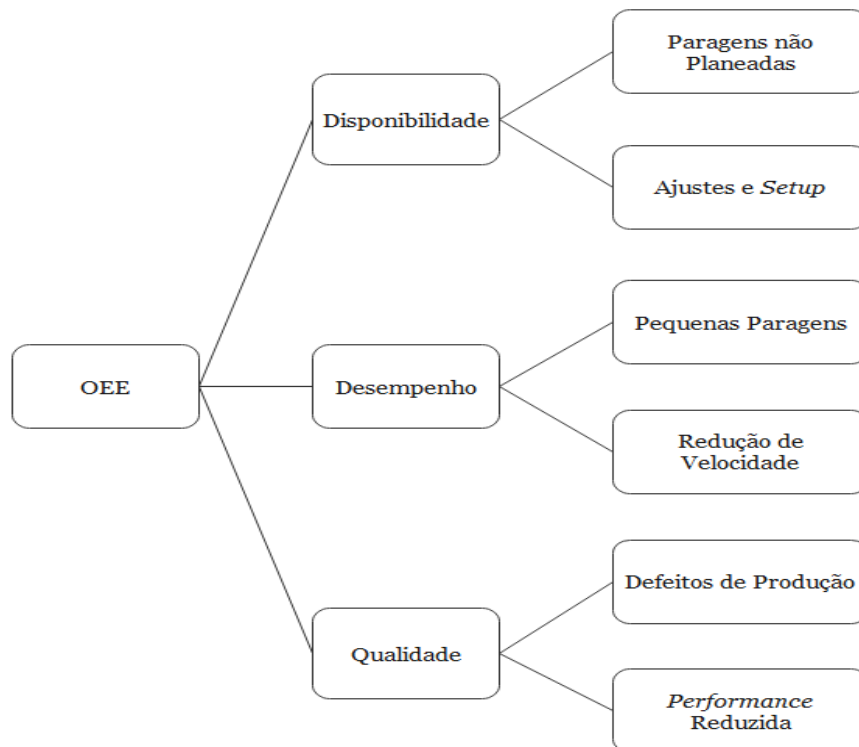 Paragens não
Planeadas
Disponibilidade
Ajustes e Setup
Pequenas Paragens
OEE
Desempenho
Redução de
Velocidade
Defeitos de Produção
Qualidade
Performance
Reduzida